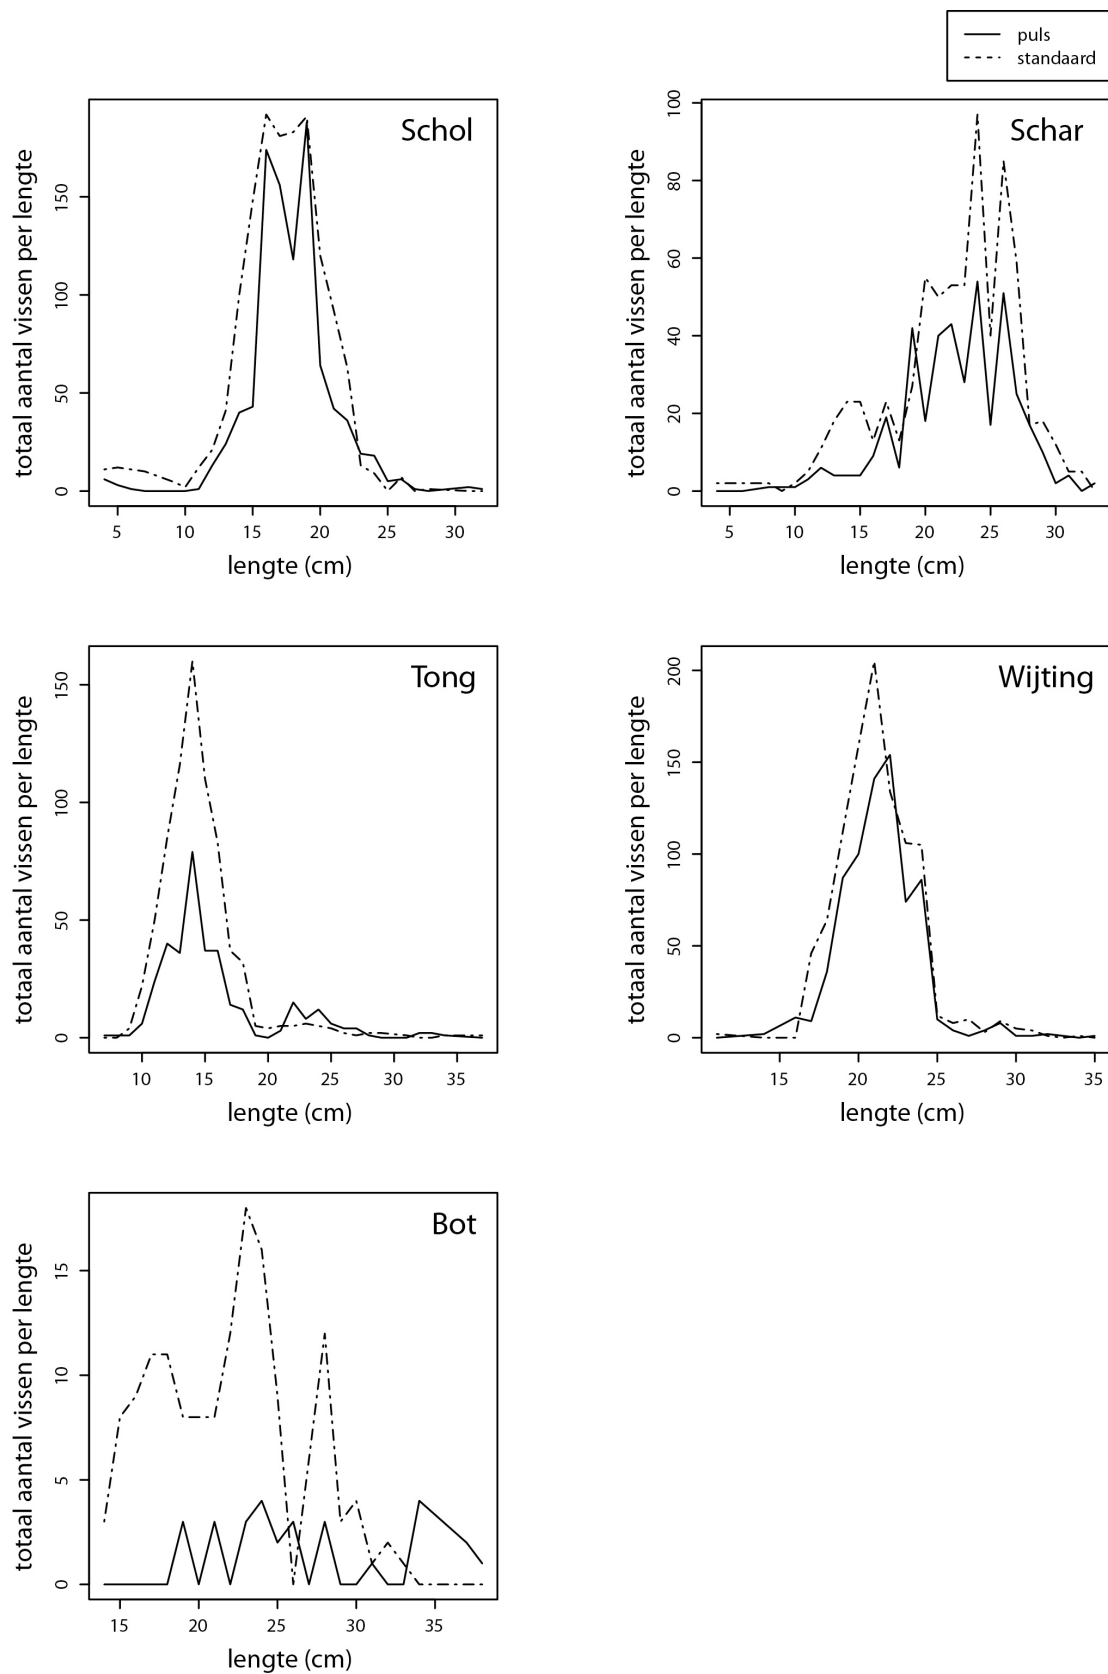 puls
standaard
Schol
totaal aantal vissen per lengte
0 50 100 150
5 10 15 20 25 30
lengte (cm)
Schar
totaal aantal vissen per lengte
0 20 40 60 80 100
5 10 15 20 25 30
lengte (cm)
Tong
totaal aantal vissen per lengte
0 50 100 150
10 15 20 25 30 35
lengte (cm)
Wijting
totaal aantal vissen per lengte
0 50 100 150 200
15 20 25 30 35
lengte (cm)
Bot
totaal aantal vissen per lengte
0 5 10 15
15 20 25 30 35
lengte (cm)